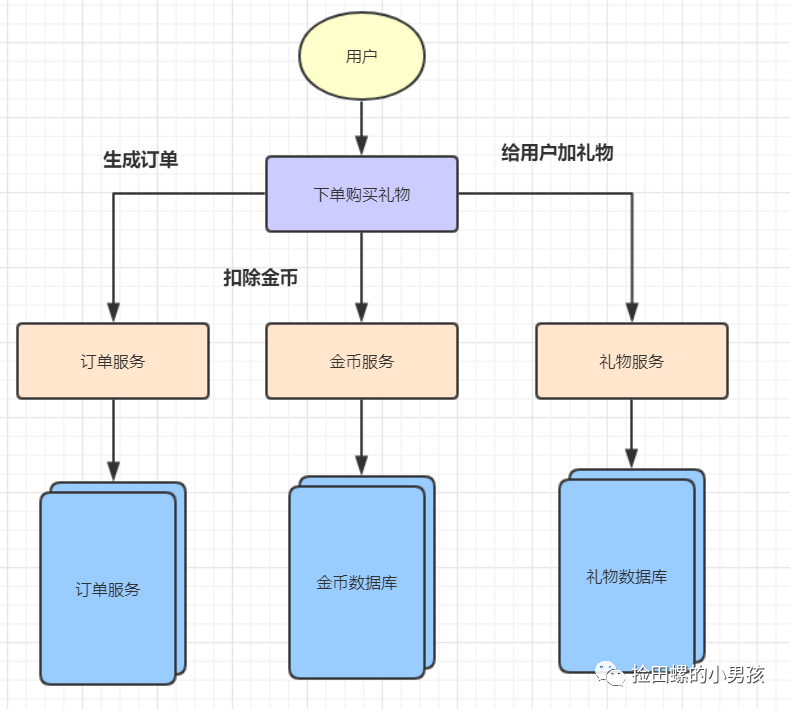 用户
生成订单
给用户加礼物
下单购买礼物
扣除金币
订单服务
金币服务
礼物服务
订单服务
金币数据库
礼物数据库
捡田螺的小男孩